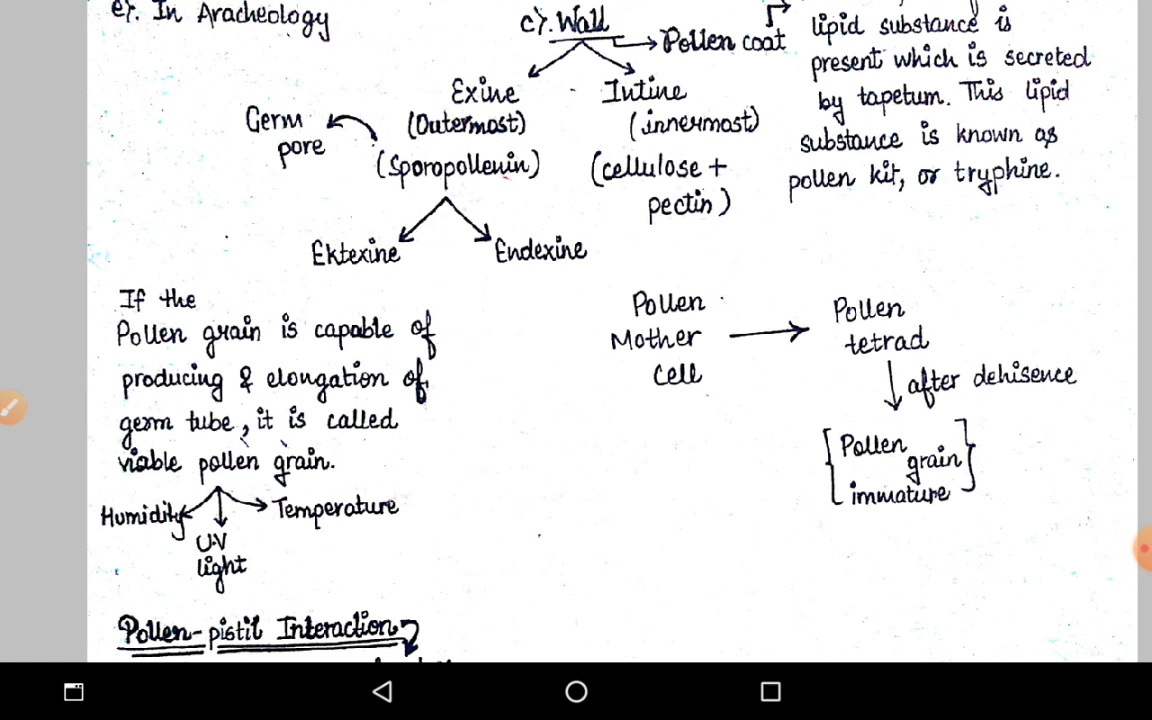 e). In Aracheology
c). Wall
Pollen coat
Exine
(Outermost)
(Sporopollenin)
Germ
pore
Intine
(innermost)
(cellulose +
pectin)
Ektexine
Endexine
lipid substance is
present which is secreted
by tapetum. This lipid
substance is known as
pollen kit, or tryphine.
If the
Pollen grain is capable of
producing & elongation of
germ tube, it is called
viable pollen grain.
Humidity
Temperature
U.V
light
Pollen
Mother
Cell
Pollen
tetrad
after dehisence
Pollen
grain
immature
Pollen-pistil Interaction